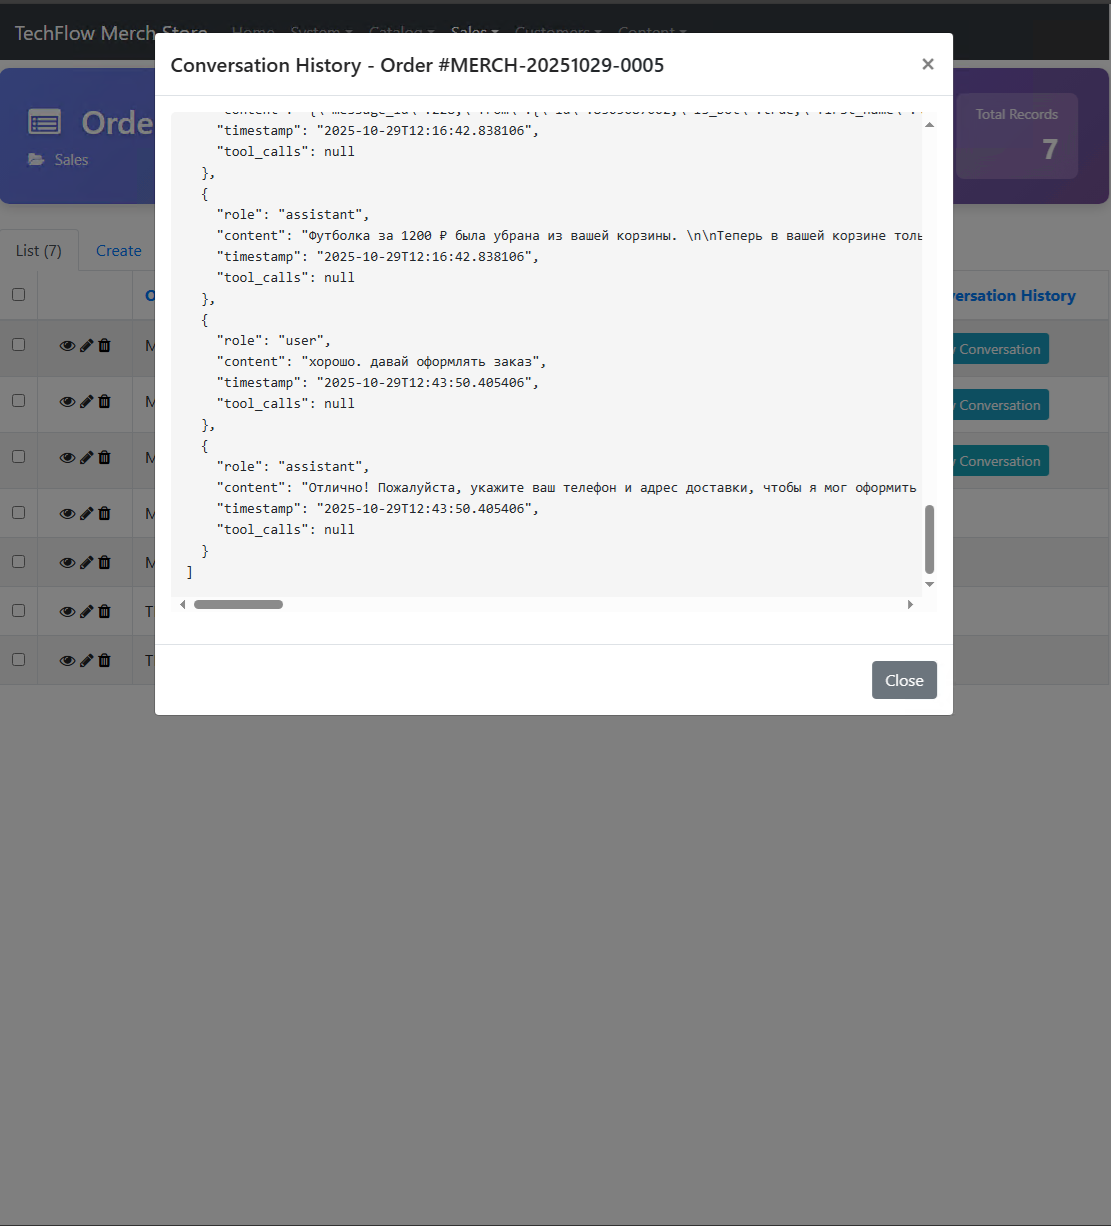 TechFlow Merch Store
Home
System
Catalog
Sales
Customers
Content
Conversation History - Order #MERCH-20251029-0005
×
Order
Sales
Total Records
7
List (7)
Create
"timestamp": "2025-10-29T12:16:42.838106",
"tool_calls": null
},
{
"role": "assistant",
"content": "Футболка за 1200 ₽ была убрана из вашей корзины. \n\nТеперь в вашей корзине толь
"timestamp": "2025-10-29T12:16:42.838106",
"tool_calls": null
},
{
"role": "user",
"content": "хорошо. давай оформлять заказ",
"timestamp": "2025-10-29T12:43:50.405406",
"tool_calls": null
},
{
"role": "assistant",
"content": "Отлично! Пожалуйста, укажите ваш телефон и адрес доставки, чтобы я мог оформить
"timestamp": "2025-10-29T12:43:50.405406",
"tool_calls": null
}
]
versation History
Conversation
Conversation
Conversation
Close